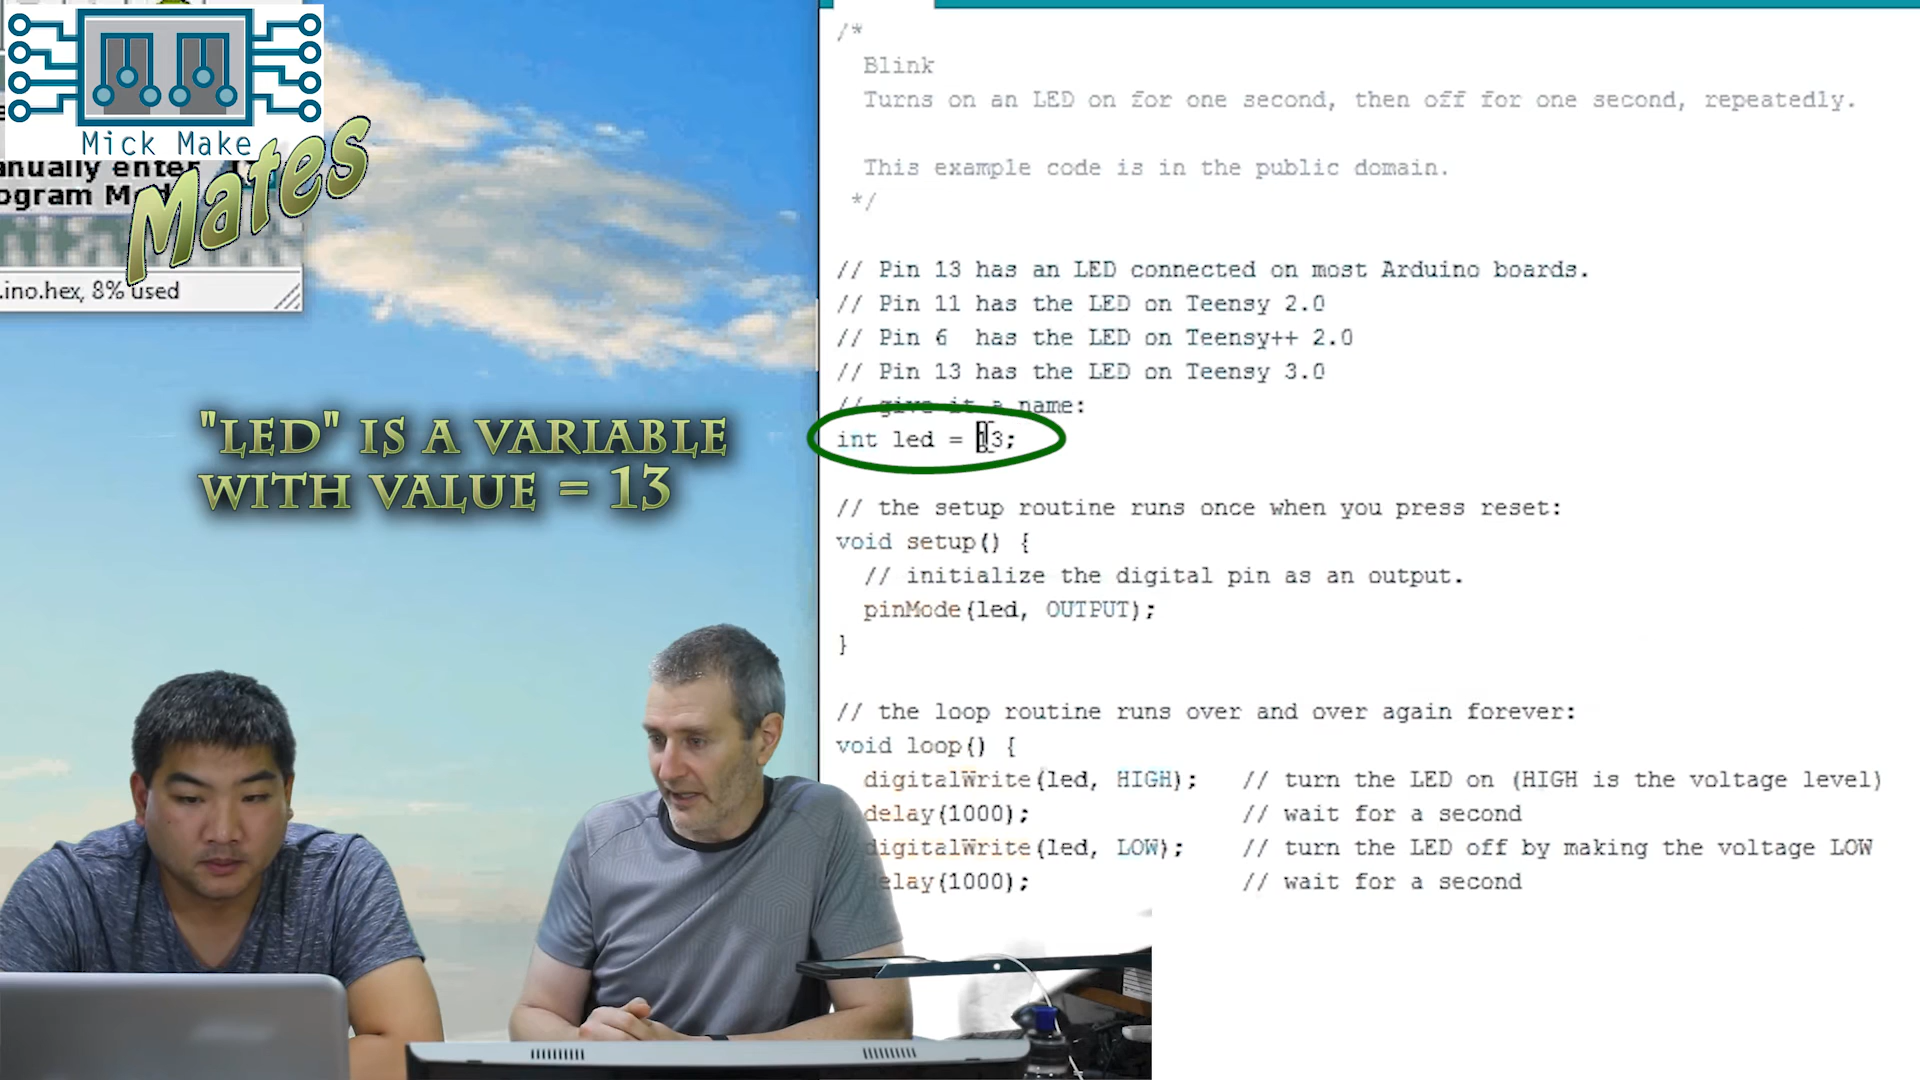 Mick Make
Mates
anually enter
ogram Mo
.ino.hex, 8% used
"LED" IS A VARIABLE
WITH VALUE = 13
/*
Blink
Turns on an LED on for one second, then off for one second, repeatedly.
This example code is in the public domain.
*/
// Pin 13 has an LED connected on most Arduino boards.
// Pin 11 has the LED on Teensy 2.0
// Pin 6  has the LED on Teensy++ 2.0
// Pin 13 has the LED on Teensy 3.0
// give it a name:
int led = 13;
// the setup routine runs once when you press reset:
void setup() {
// initialize the digital pin as an output.
pinMode(led, OUTPUT);
}
// the loop routine runs over and over again forever:
void loop() {
digitalWrite(led, HIGH);   // turn the LED on (HIGH is the voltage level)
delay(1000);               // wait for a second
digitalWrite(led, LOW);    // turn the LED off by making the voltage LOW
elay(1000);               // wait for a second